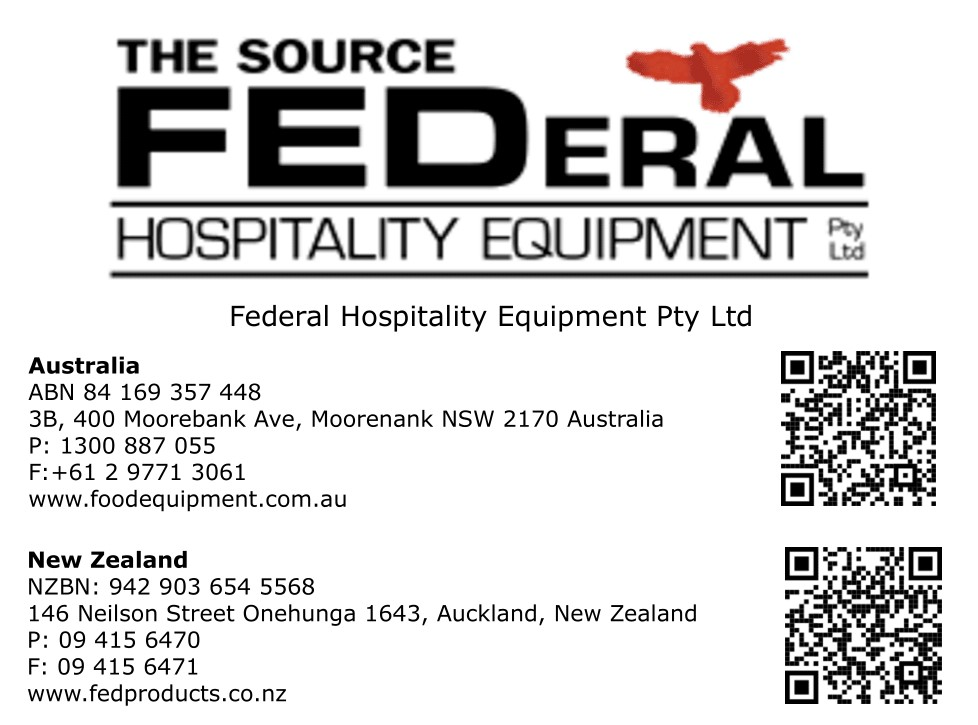 THE SOURCE
FEDERAL
HOSPITALITY EQUIPMENT Pty Ltd
Federal Hospitality Equipment Pty Ltd
Australia
ABN 84 169 357 448
3B, 400 Moorebank Ave, Moorenank NSW 2170 Australia
P: 1300 887 055
F:+61 2 9771 3061
www.foodequipment.com.au
New Zealand
NZBN: 942 903 654 5568
146 Neilson Street Onehunga 1643, Auckland, New Zealand
P: 09 415 6470
F: 09 415 6471
www.fedproducts.co.nz